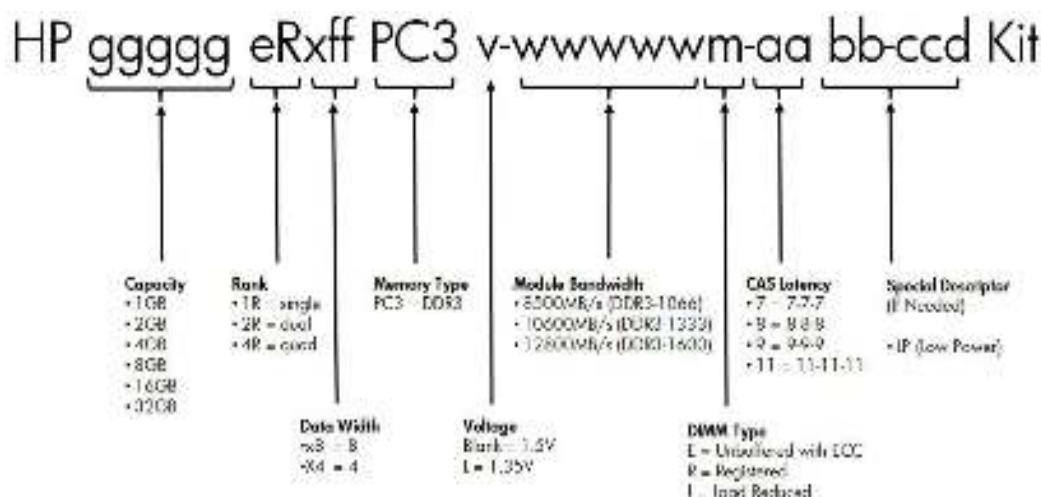 HP ggggg eRxff PC3 v-wwwwwm-aa bb-ccd Kit
Capacity
• 1GB
• 2GB
• 4GB
• 8GB
• 16GB
• 32GB
Rank
• 1R = single
• 2R = dual
• 4R = quad
Memory Type
PC3 = DDR3
Module Bandwidth
• 8500MB/s (DDR3-1066)
• 10600MB/s (DDR3-1333)
• 12800MB/s (DDR3-1600)
CAS Latency
• 7 = 7-7-7
• 8 = 8-8-8
• 9 = 9-9-9
• 11 = 11-11-11
Special Descriptor
(If Needed)
• LP (Low Power)
Data Width
-x8 = 8
-X4 = 4
Voltage
Blank = 1.5V
L = 1.35V
DIMM Type
E = Unbuffered with ECC
R = Registered
L = Load Reduced